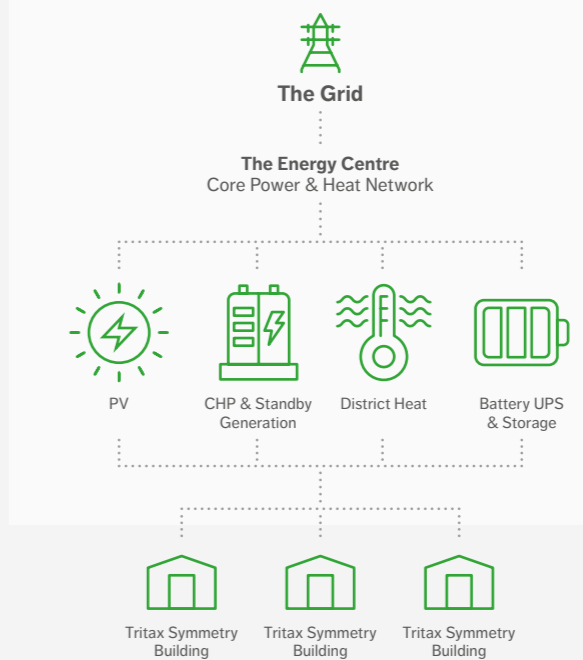 The Grid
The Energy Centre
Core Power & Heat Network
PV
CHP & Standby
Generation
District Heat
Battery UPS
& Storage
Tritax Symmetry
Building
Tritax Symmetry
Building
Tritax Symmetry
Building